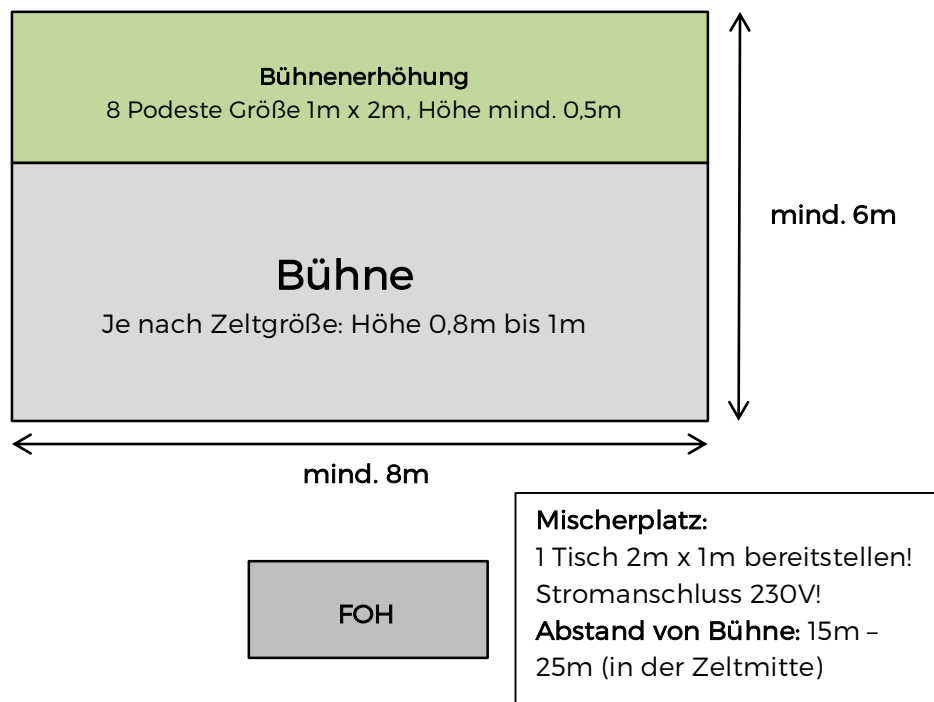 Bühnenerhöhung
8 Podeste Größe 1m x 2m, Höhe mind. 0,5m
mind. 6m
Bühne
Je nach Zeltgröße: Höhe 0,8m bis 1m
mind. 8m
Mischerplatz:
1 Tisch 2m x 1m bereitstellen!
Stromanschluss 230V!
Abstand von Bühne: 15m –
25m (in der Zeltmitte)
FOH